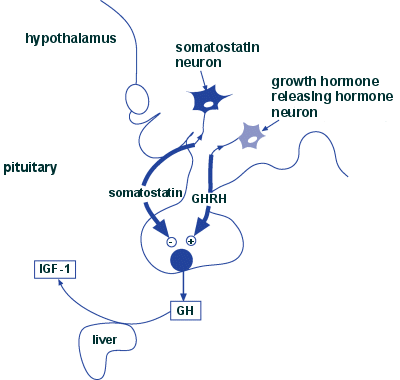 hypothalamus
somatostatin
neuron
growth hormone
releasing hormone
neuron
pituitary
somatostatin
GHRH
- +
IGF-1
GH
liver